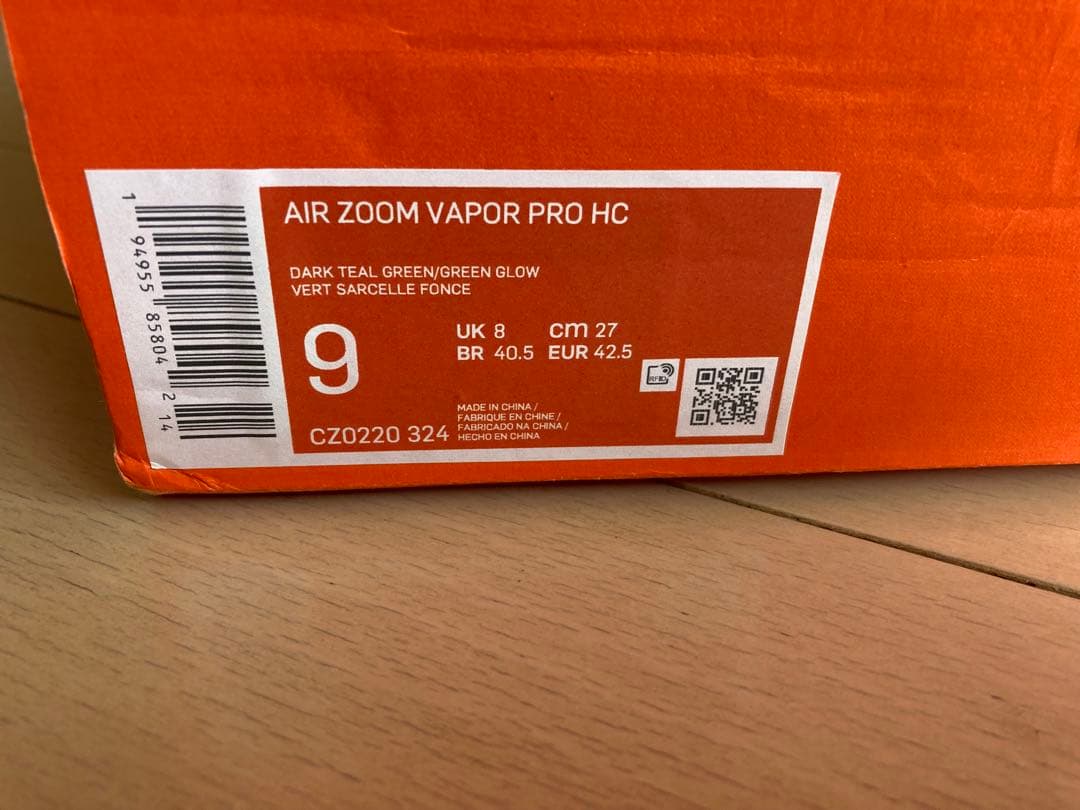 AIR ZOOM VAPOR PRO HC
DARK TEAL GREEN/GREEN GLOW
VERT SARCELLE FONCE
9
UK 8 cm 27
BR 40.5 EUR 42.5
RFID
MADE IN CHINA /
FABRIQUE EN CHINE /
FABRICADO NA CHINA /
HECHO EN CHINA
CZ0220 324
1 94955 85804 2 14